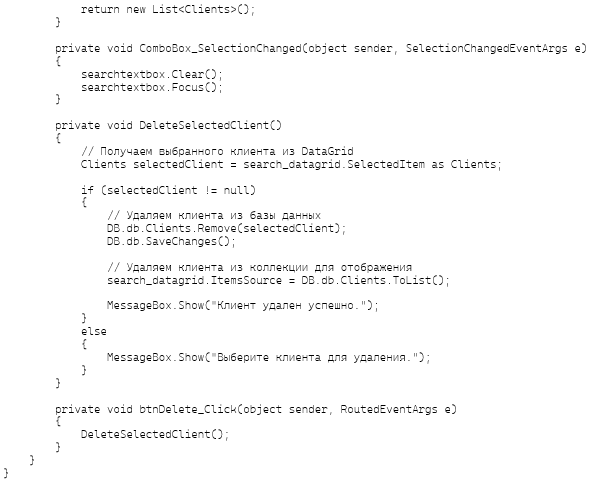 return new List<Clients>();
}
private void ComboBox_SelectionChanged(object sender, SelectionChangedEventArgs e)
{
searchtextbox.Clear();
searchtextbox.Focus();
}
private void DeleteSelectedClient()
{
// Получаем выбранного клиента из DataGrid
Clients selectedClient = search_datagrid.SelectedItem as Clients;
if (selectedClient != null)
{
// Удаляем клиента из базы данных
DB.db.Clients.Remove(selectedClient);
DB.db.SaveChanges();
// Удаляем клиента из коллекции для отображения
search_datagrid.ItemsSource = DB.db.Clients.ToList();
MessageBox.Show("Клиент удален успешно.");
}
else
{
MessageBox.Show("Выберите клиента для удаления.");
}
}
private void btnDelete_Click(object sender, RoutedEventArgs e)
{
DeleteSelectedClient();
}
}
}